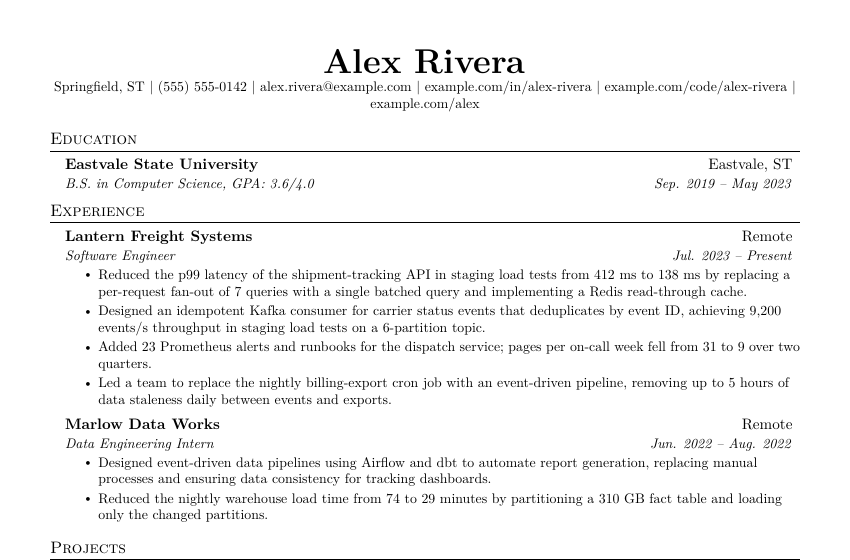 Alex Rivera
Springfield, ST | (555) 555-0142 | alex.rivera@example.com | example.com/in/alex-rivera | example.com/code/alex-rivera |
example.com/alex
Education
Eastvale State University Eastvale, ST
B.S. in Computer Science, GPA: 3.6/4.0 Sep. 2019 – May 2023
Experience
Lantern Freight Systems Remote
Software Engineer Jul. 2023 – Present
• Reduced the p99 latency of the shipment-tracking API in staging load tests from 412 ms to 138 ms by replacing a
per-request fan-out of 7 queries with a single batched query and implementing a Redis read-through cache.
• Designed an idempotent Kafka consumer for carrier status events that deduplicates by event ID, achieving 9,200
events/s throughput in staging load tests on a 6-partition topic.
• Added 23 Prometheus alerts and runbooks for the dispatch service; pages per on-call week fell from 31 to 9 over two
quarters.
• Led a team to replace the nightly billing-export cron job with an event-driven pipeline, removing up to 5 hours of
data staleness daily between events and exports.
Marlow Data Works Remote
Data Engineering Intern Jun. 2022 – Aug. 2022
• Designed event-driven data pipelines using Airflow and dbt to automate report generation, replacing manual
processes and ensuring data consistency for tracking dashboards.
• Reduced the nightly warehouse load time from 74 to 29 minutes by partitioning a 310 GB fact table and loading
only the changed partitions.
Projects